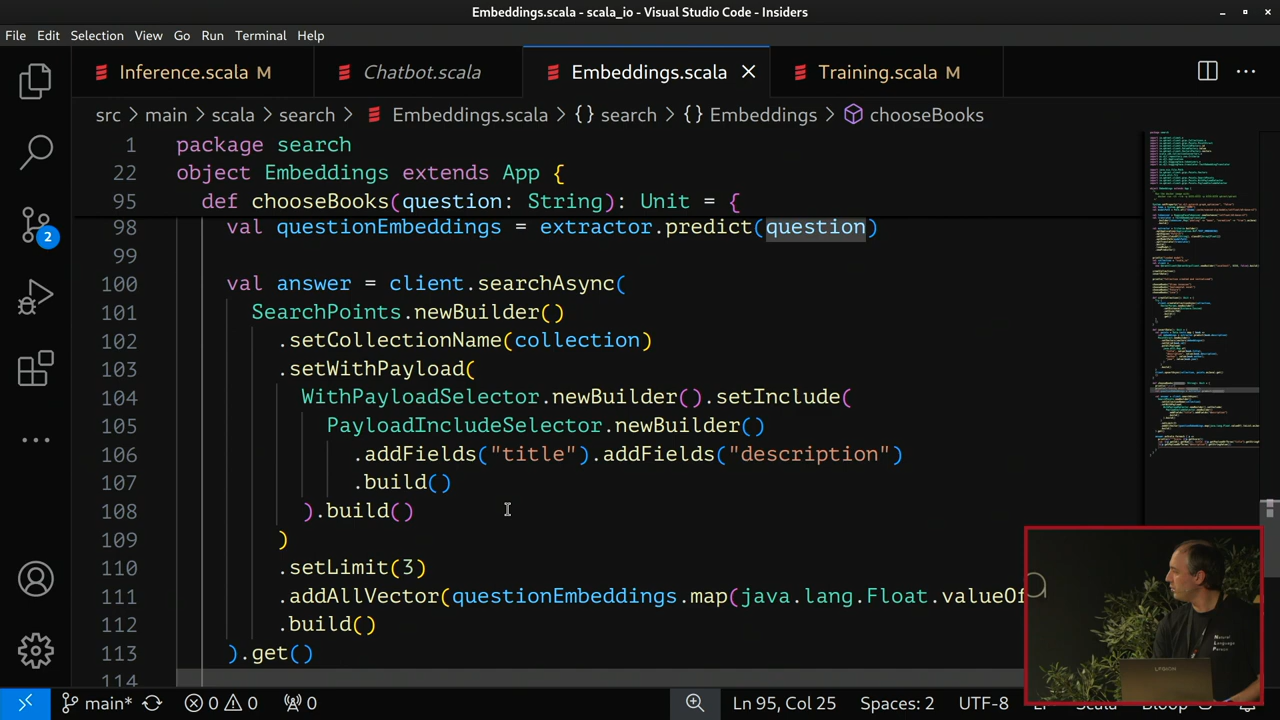 Embeddings.scala - scala_io - Visual Studio Code - Insiders
File Edit Selection View Go Run Terminal Help
Inference.scala M Chatbot.scala Embeddings.scala Training.scala M
src > main > scala > search > Embeddings.scala > {} search > {} Embeddings > chooseBooks
1 package search
22 object Embeddings extends App {
95 def chooseBooks(question: String): Unit = {
98 val questionEmbeddings = extractor.predict(question)
99
100 val answer = client.searchAsync(
101 SearchPoints.newBuilder()
102 .setCollectionName(collection)
103 .setWithPayload(
104 WithPayloadSelector.newBuilder().setInclude(
105 PayloadIncludeSelector.newBuilder()
106 .addFields("title").addFields("description")
107 .build()
108 ).build()
109 )
110 .setLimit(3)
111 .addAllVector(questionEmbeddings.map(java.lang.Float.valueOf
112 .build()
113 ).get()
114
2
main* 0 0 0 Ln 95, Col 25 Spaces: 2 UTF-8
Natural
Language
Person
LEGION